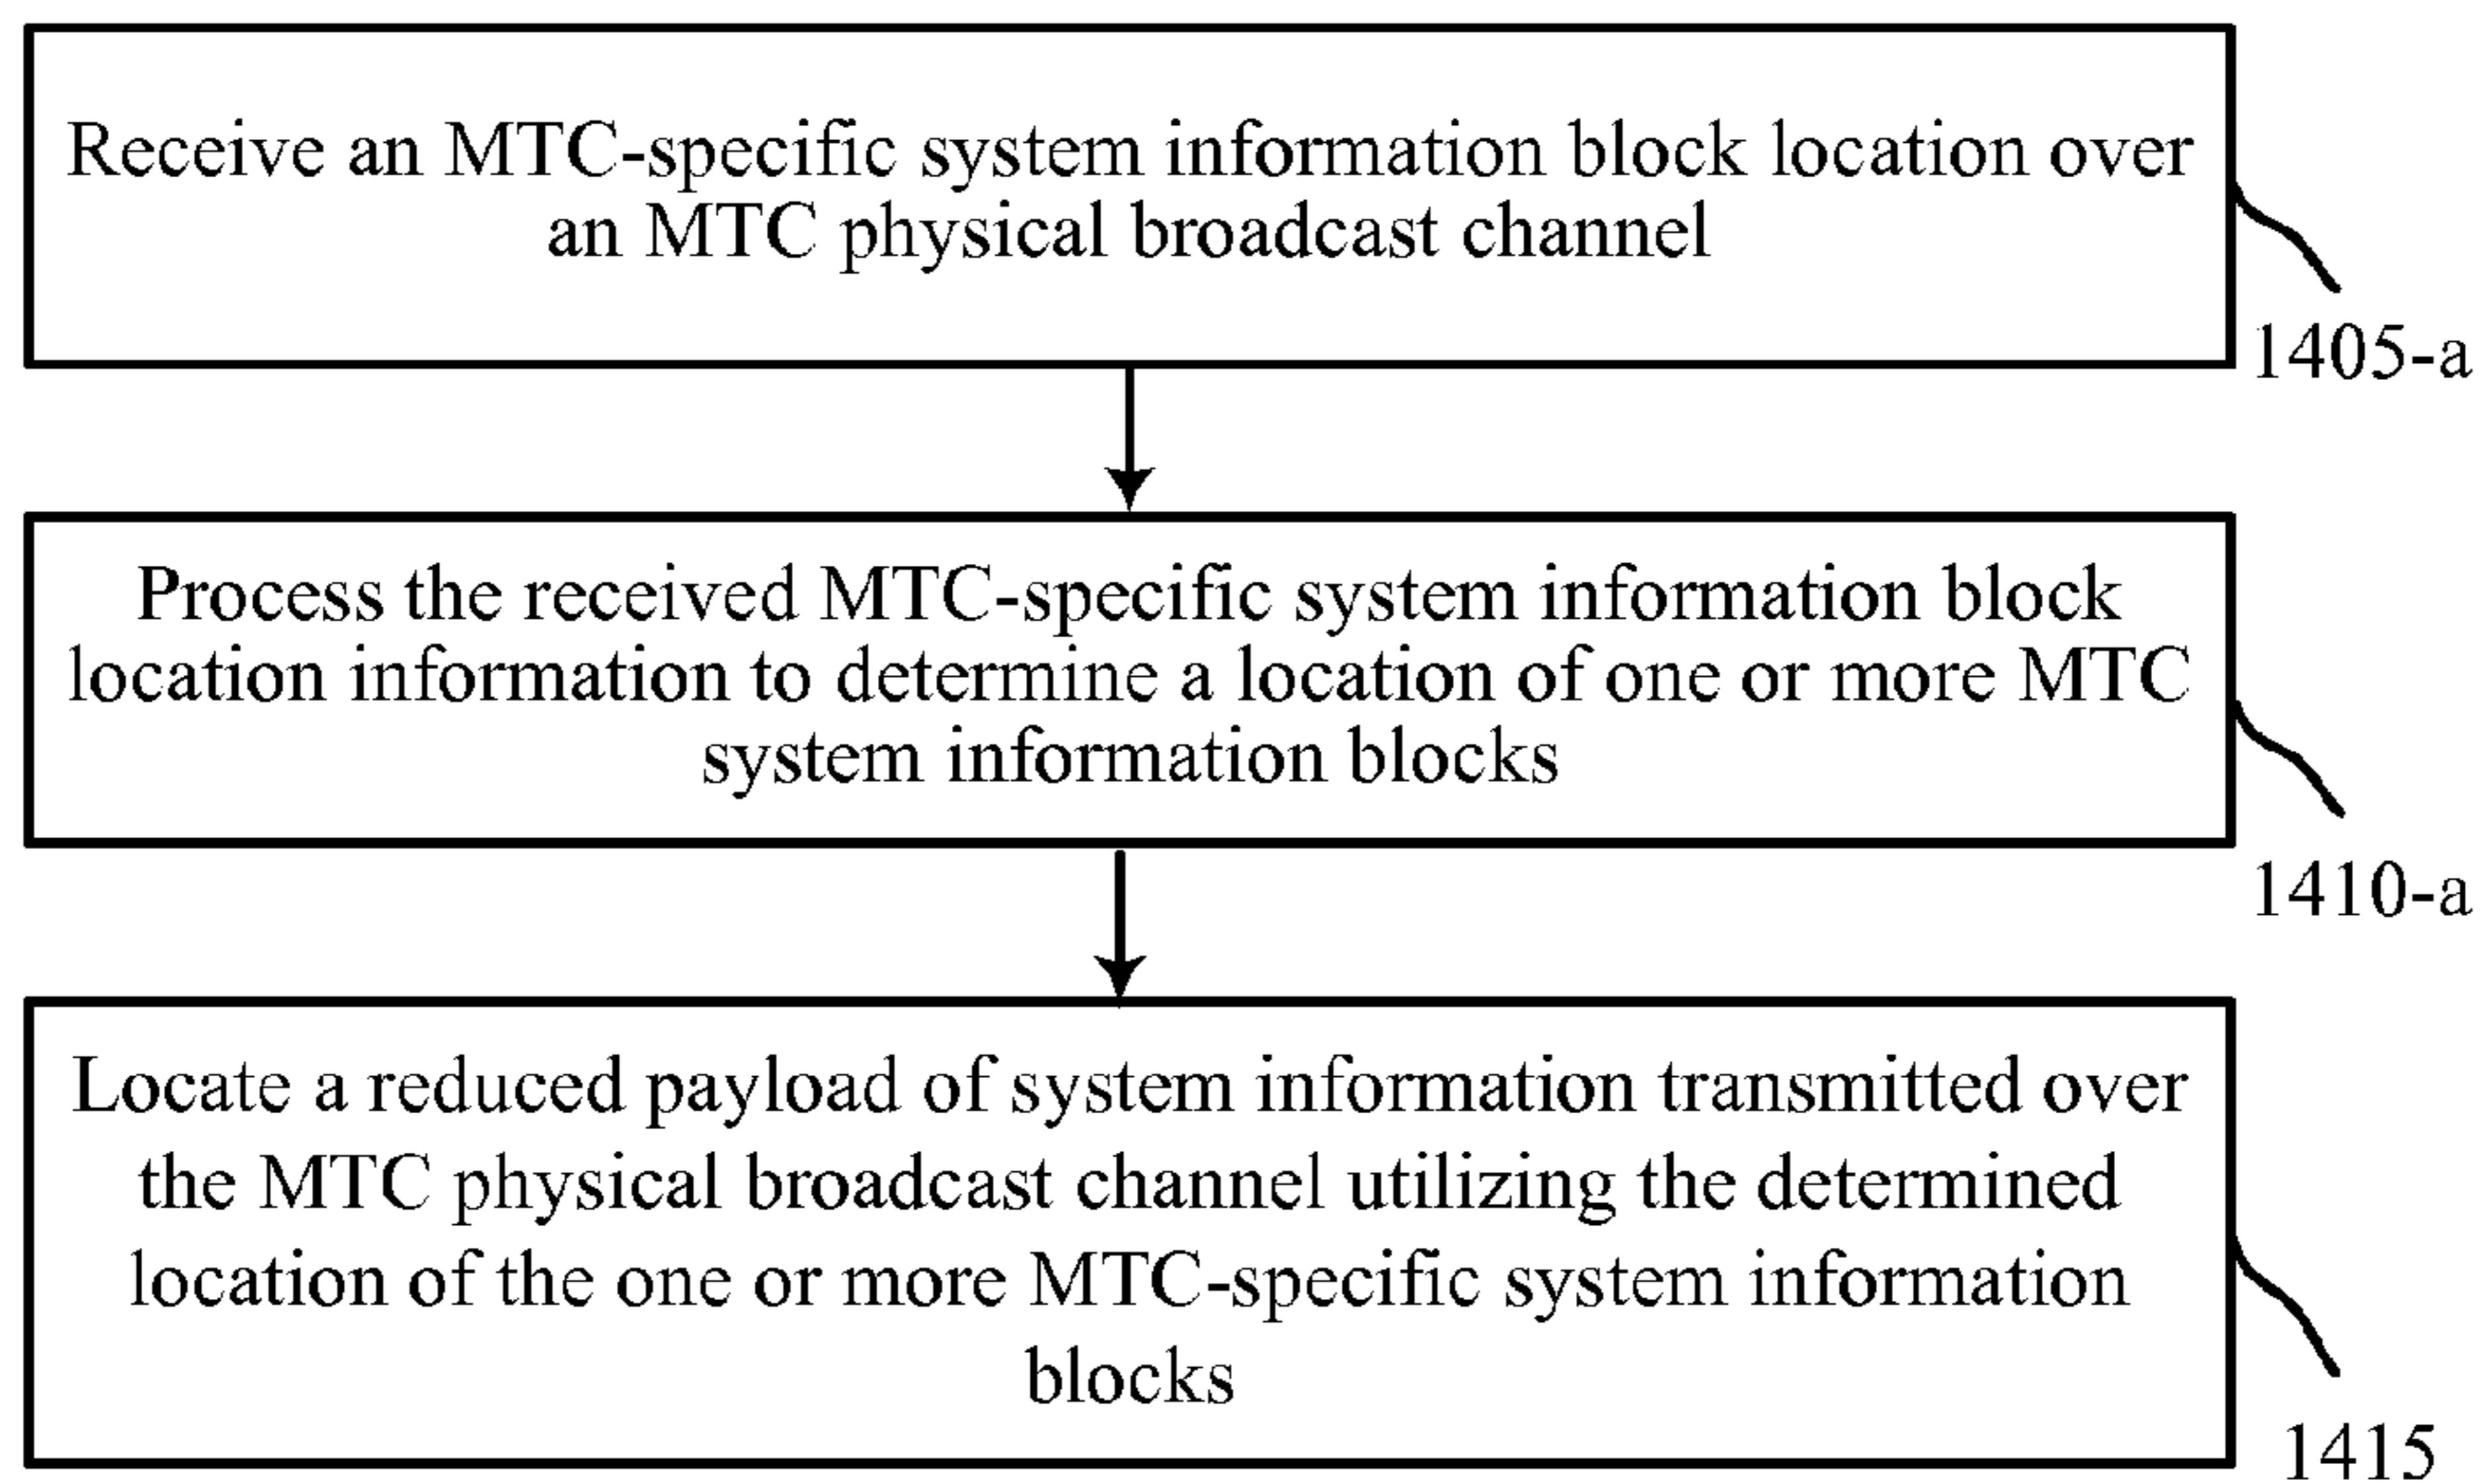 Receive an MTC-specific system information block location over
an MTC physical broadcast channel
1405-a
Process the received MTC-specific system information block
location information to determine a location of one or more MTC
system information blocks
1410-a
Locate a reduced payload of system information transmitted over
the MTC physical broadcast channel utilizing the determined
location of the one or more MTC-specific system information
blocks
1415